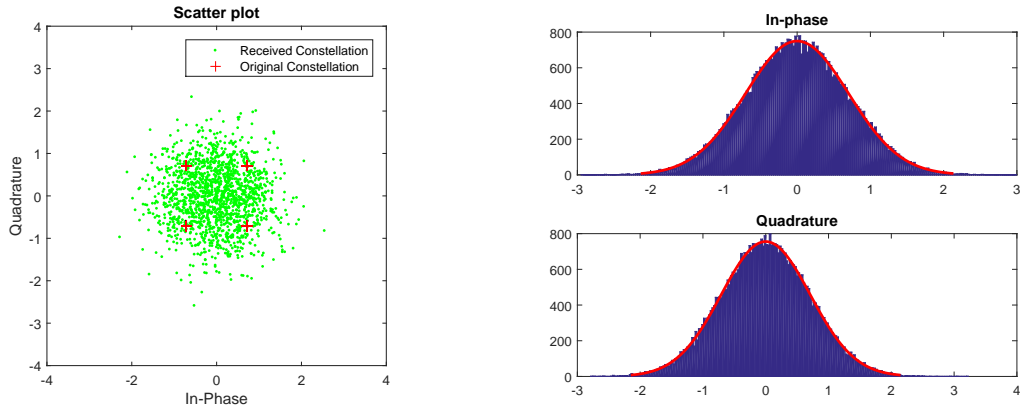 Scatter plot
4
3
2
1
0
-1
-2
-3
-4
-4 -2 0 2 4
Quadrature
In-Phase
Received Constellation
Original Constellation
In-phase
800
600
400
200
0
-3 -2 -1 0 1 2 3
Quadrature
800
600
400
200
0
-3 -2 -1 0 1 2 3 4